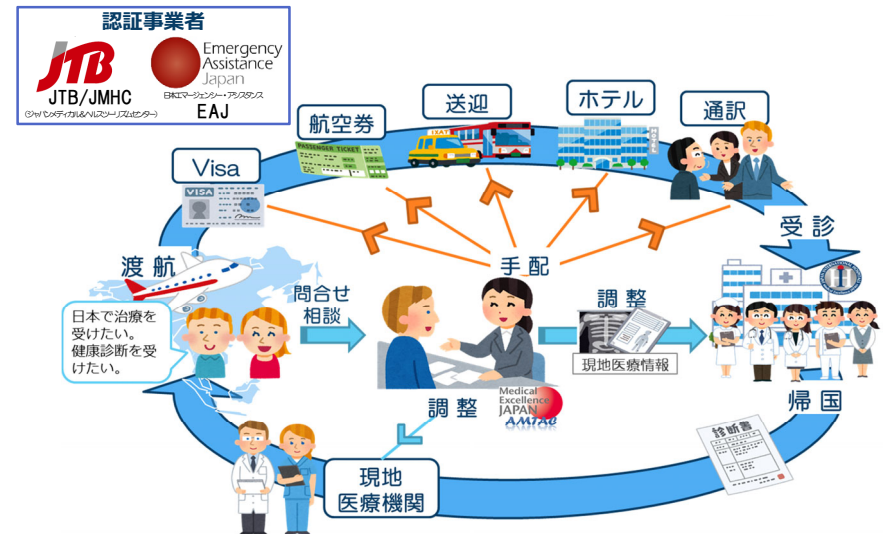 認証事業者
JTB
JTB/JMHC
(ジャパンメディカル&ヘルスツーリズムセンター)
Emergency
Assistance
Japan
日本エマージェンシー・アシスタンス
EAJ
Visa
VISA
航空券
PASSENGER TICKET
送迎
TAXI
ホテル
HOTEL
通訳
受診
渡航
日本で治療を
受けたい。
健康診断を受
けたい。
問合せ
相談
手配
調整
現地医療情報
調整
Medical
Excellence
JAPAN
AMTAC
現地
医療機関
帰国
診断書